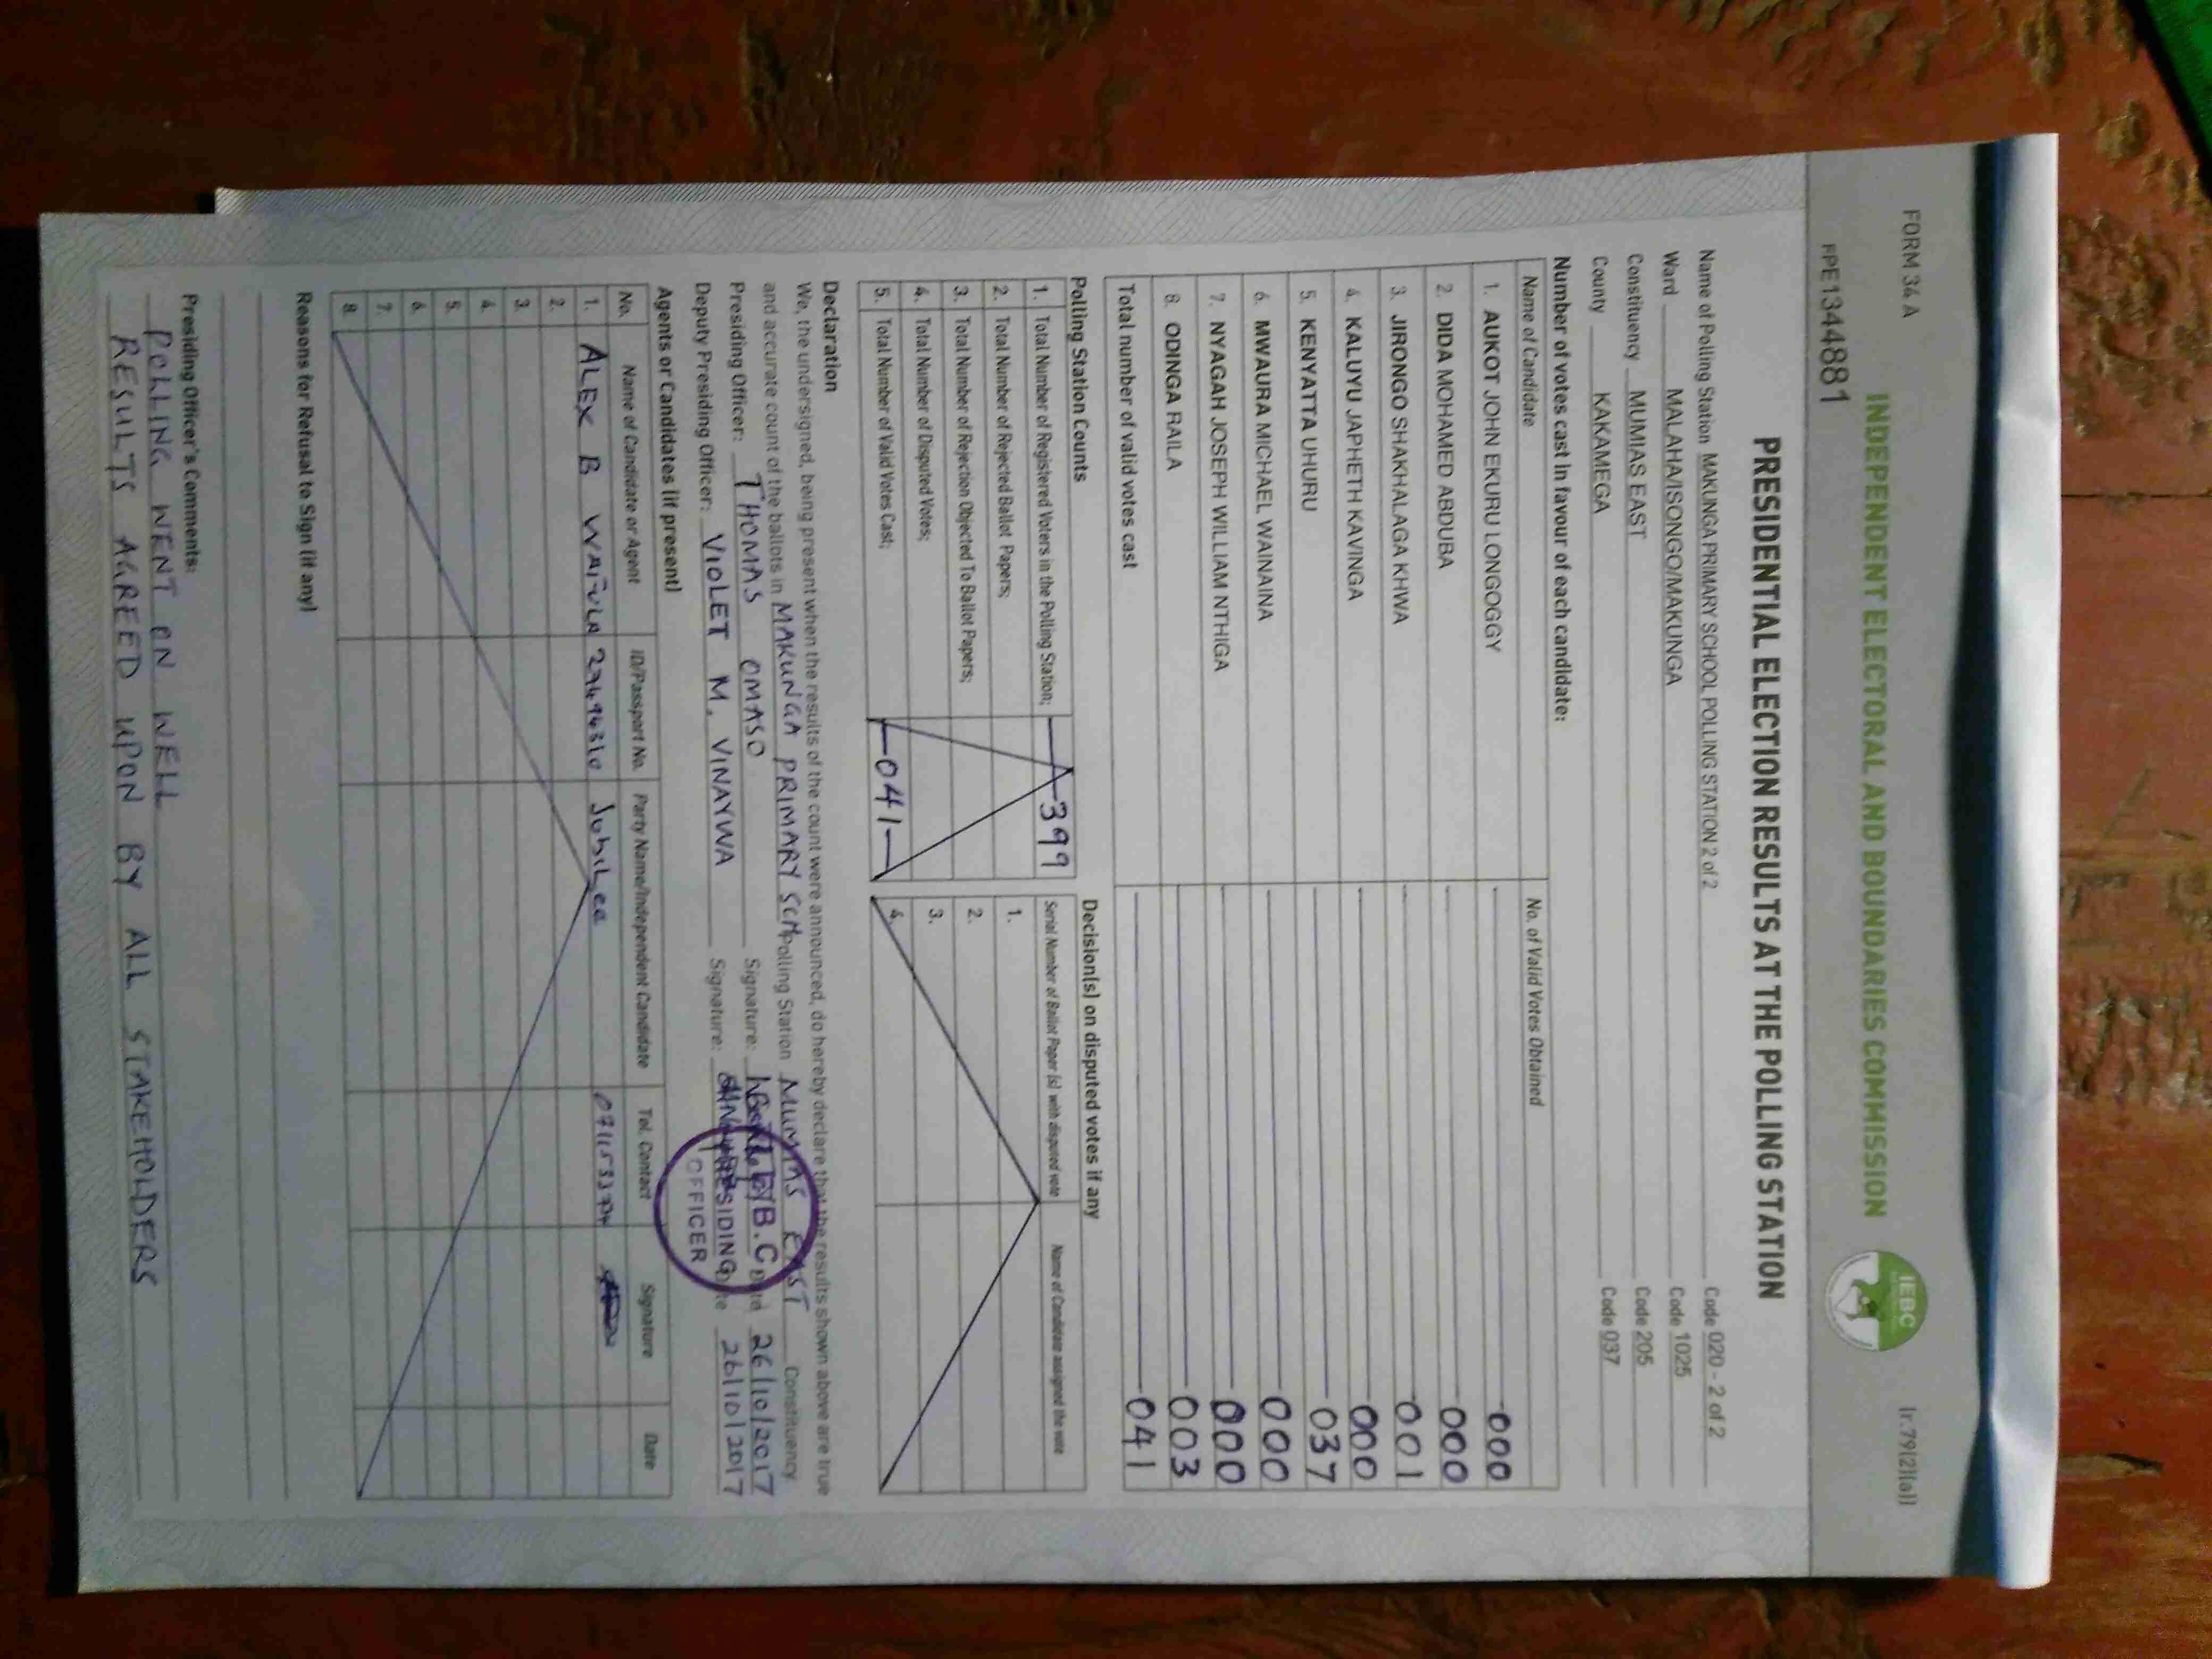 FORM 34A
(r.79(2)(a))
INDEPENDENT ELECTORAL AND BOUNDARIES COMMISSION
IEBC
PRESIDENTIAL ELECTION RESULTS AT THE POLLING STATION
Name of Polling Station MAKUNGA PRIMARY SCHOOL POLLING STATION 2 of 2 Code 020 - 2 of 2
Ward MALAHA/ISONGO/MAKUNGA Code 1025
Constituency MUMIAS EAST Code 205
County KAKAMEGA Code 037
Number of votes cast in favour of each candidate:
Name of Candidate No. of Valid Votes Obtained
1. AUKOT JOHN EKURU LONGOGGY 000
2. DIDA MOHAMED ABDUBA 000
3. JIRONGO SHAKHALAGA KHWA 001
4. KALUYU JAPHETH KAVINGA 000
5. KENYATTA UHURU 037
6. MWAURA MICHAEL WAINAINA 000
7. NYAGAH JOSEPH WILLIAM NTHIGA 000
8. ODINGA RAILA 003
Total number of valid votes cast 041
Polling Station Counts
1. Total Number of Registered Voters in the Polling Station; 399
2. Total Number of Rejected Ballot Papers;
3. Total Number of Rejection Objected To Ballot Papers;
4. Total Number of Disputed Votes;
5. Total Number of Valid Votes Cast; 041
Decision(s) on disputed votes if any
Serial Number of Ballot Paper (s) with disputed vote Name of Candidate assigned the vote
1.
2.
3.
4.
Declaration
We, the undersigned, being present when the results of the count were announced, do hereby declare that the results shown above are true
and accurate count of the ballots in MAKUNGA PRIMARY SCH Polling Station MUMIAS EAST Constituency
Presiding Officer: THOMAS OMASO Signature: Date 26/10/2017
Deputy Presiding Officer: VIOLET M. VINAYWA Signature: Date 26/10/2017
PRESIDING
OFFICER
Agents or Candidates (if present)
No. Name of Candidate or Agent ID/Passport No. Party Name/Independent Candidate Tel. Contact Signature Date
1. ALEX B Jubilee
2.
3.
4.
5.
6.
7.
8.
Reasons for Refusal to Sign (if any)
Presiding Officer's Comments:
POLLING WENT ON WELL
RESULTS AGREED UPON BY ALL STAKEHOLDERS